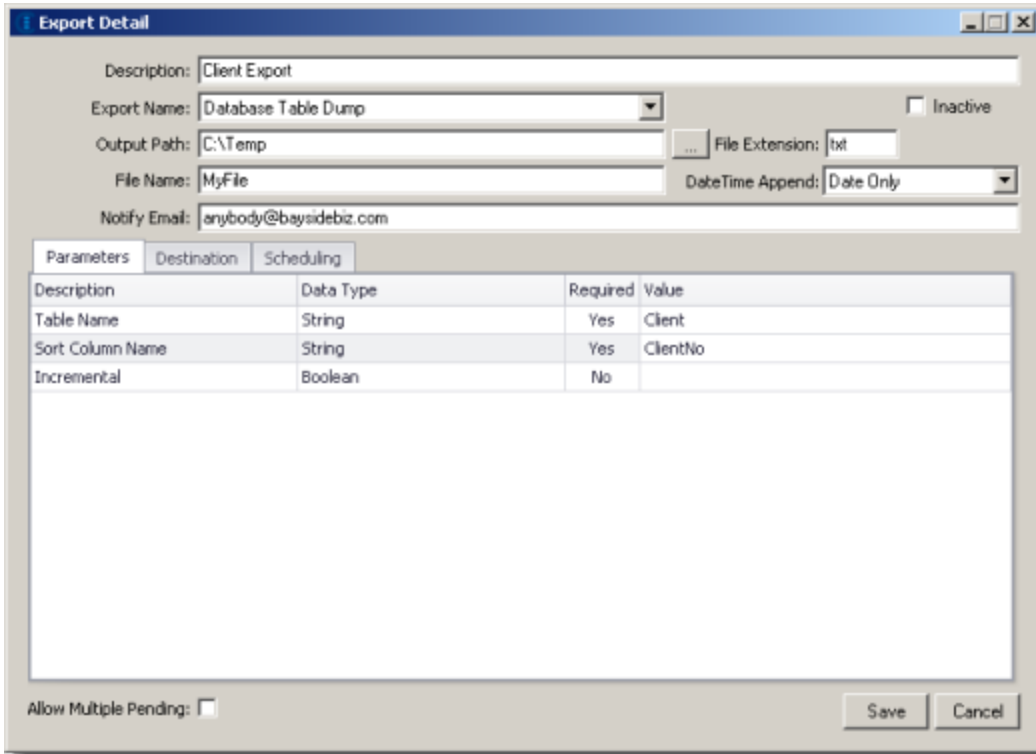 Export Detail
Description: Client Export
Export Name: Database Table Dump Inactive
Output Path: C:\Temp ... File Extension: txt
File Name: MyFile DateTime Append: Date Only
Notify Email: anybody@baysidebiz.com
Parameters Destination Scheduling
Description Data Type Required Value
Table Name String Yes Client
Sort Column Name String Yes ClientNo
Incremental Boolean No
Allow Multiple Pending: Save Cancel